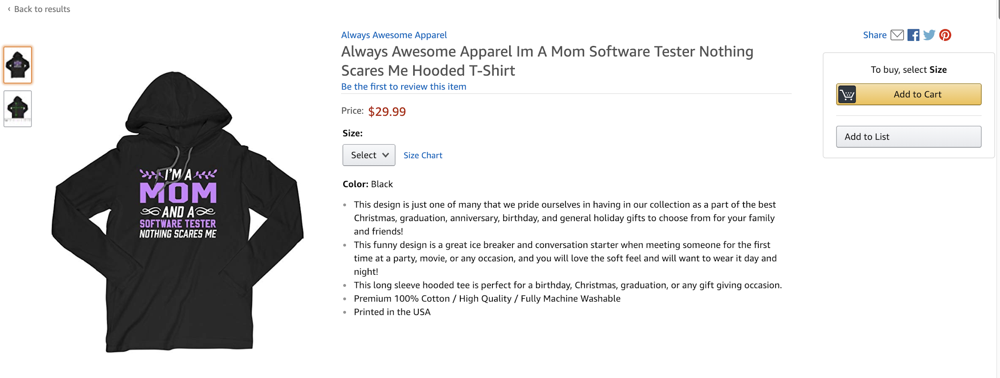 ‹ Back to results
Always Awesome Apparel
Always Awesome Apparel Im A Mom Software Tester Nothing
Scares Me Hooded T-Shirt
Be the first to review this item
Price: $29.99
Size:
Select
Size Chart
Color: Black
This design is just one of many that we pride ourselves in having in our collection as a part of the best
Christmas, graduation, anniversary, birthday, and general holiday gifts to choose from for your family
and friends!
This funny design is a great ice breaker and conversation starter when meeting someone for the first
time at a party, movie, or any occasion, and you will love the soft feel and will want to wear it day and
night!
This long sleeve hooded tee is perfect for a birthday, Christmas, graduation, or any gift giving occasion.
Premium 100% Cotton / High Quality / Fully Machine Washable
Printed in the USA
I'M A
MOM
AND A
SOFTWARE TESTER
NOTHING SCARES ME
Share
To buy, select Size
Add to Cart
Add to List